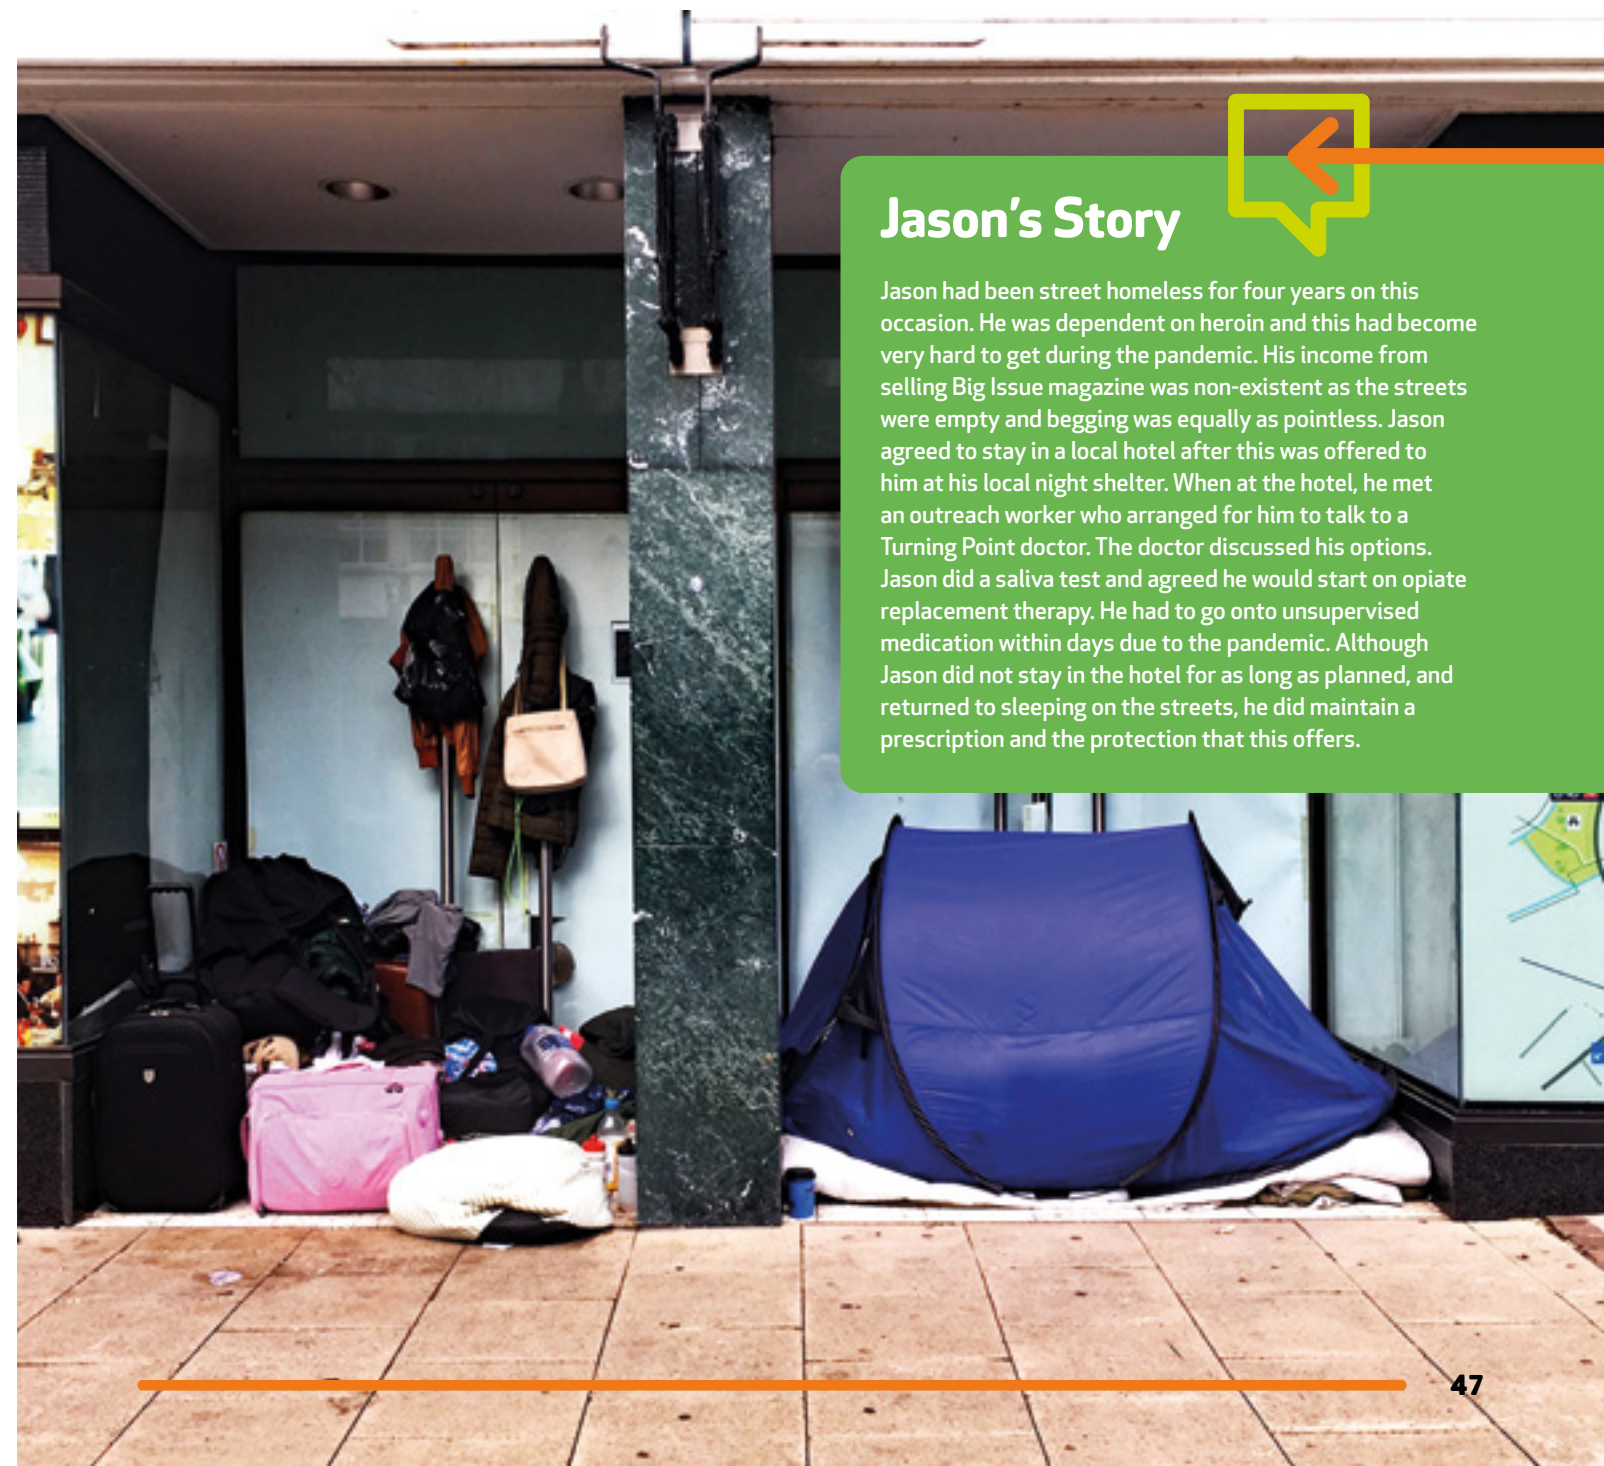 Jason’s Story
Jason had been street homeless for four years on this
occasion. He was dependent on heroin and this had become
very hard to get during the pandemic. His income from
selling Big Issue magazine was non-existent as the streets
were empty and begging was equally as pointless. Jason
agreed to stay in a local hotel after this was offered to
him at his local night shelter. When at the hotel, he met
an outreach worker who arranged for him to talk to a
Turning Point doctor. The doctor discussed his options.
Jason did a saliva test and agreed he would start on opiate
replacement therapy. He had to go onto unsupervised
medication within days due to the pandemic. Although
Jason did not stay in the hotel for as long as planned, and
returned to sleeping on the streets, he did maintain a
prescription and the protection that this offers.
47